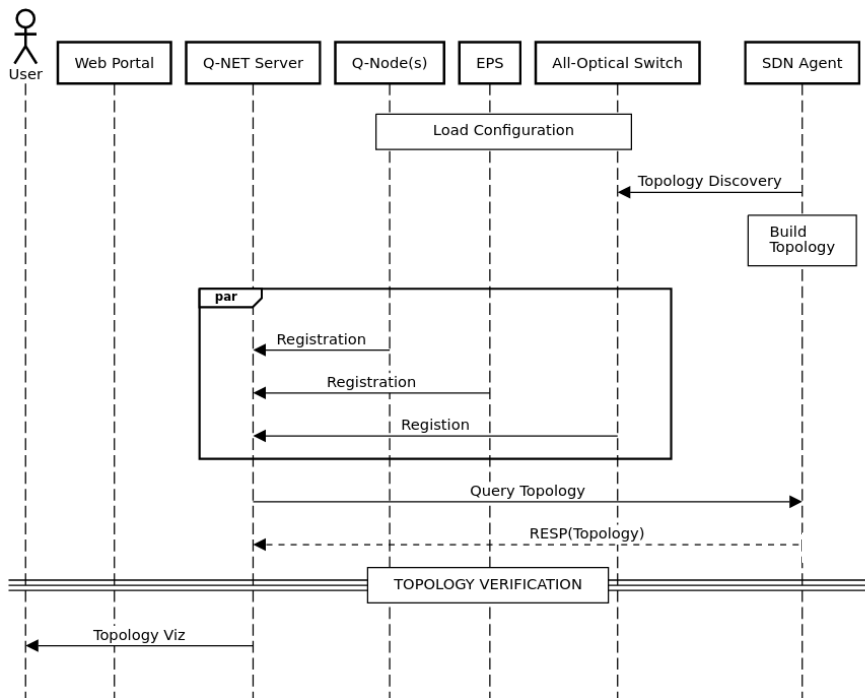 User
Web Portal
Q-NET Server
Q-Node(s)
EPS
All-Optical Switch
SDN Agent
Load Configuration
Topology Discovery
Build
Topology
par
Registration
Registration
Registion
Query Topology
RESP(Topology)
TOPOLOGY VERIFICATION
Topology Viz